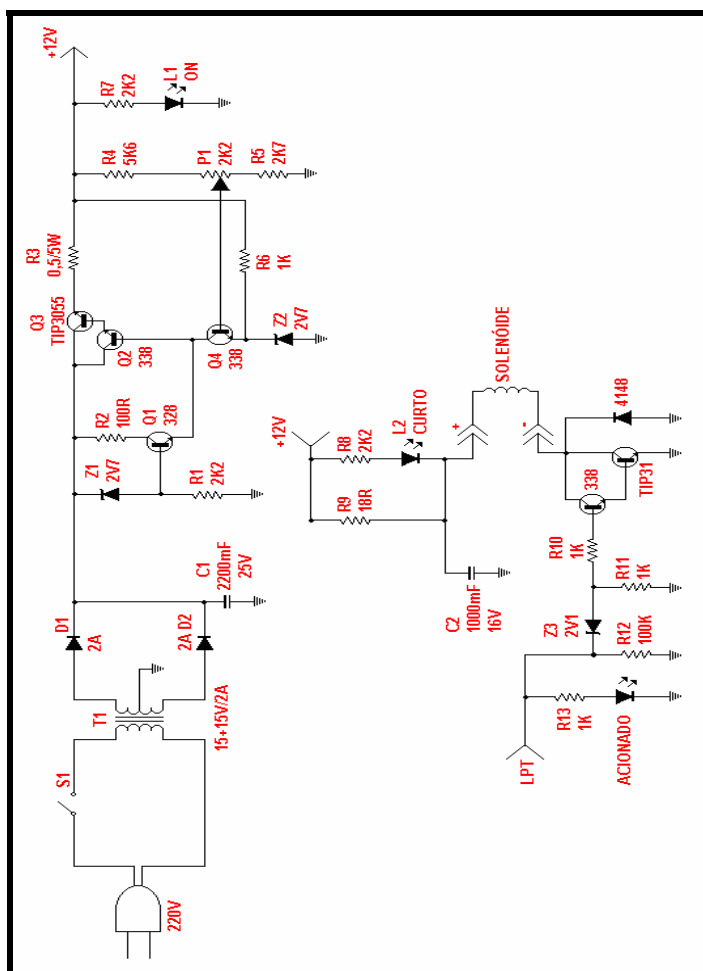 220V
S1
T1
15+15V/2A
D1
2A
2A D2
C1
2200mF
25V
Z1
2V7
R1
2K2
R2
100R
Q1
328
Q2
338
Q3
TIP3055
Q4
338
Z2
2V7
R3
0,5/5W
R6
1K
R4
5K6
P1
2K2
R5
2K7
R7
2K2
L1
ON
+12V
LPT
R13
1K
ACIONADO
Z3
2V1
R12
100K
R10
1K
R11
1K
338
TIP31
4148
C2
1000mF
16V
+12V
R9
18R
R8
2K2
L2
CURTO
+
-
SOLENÓIDE